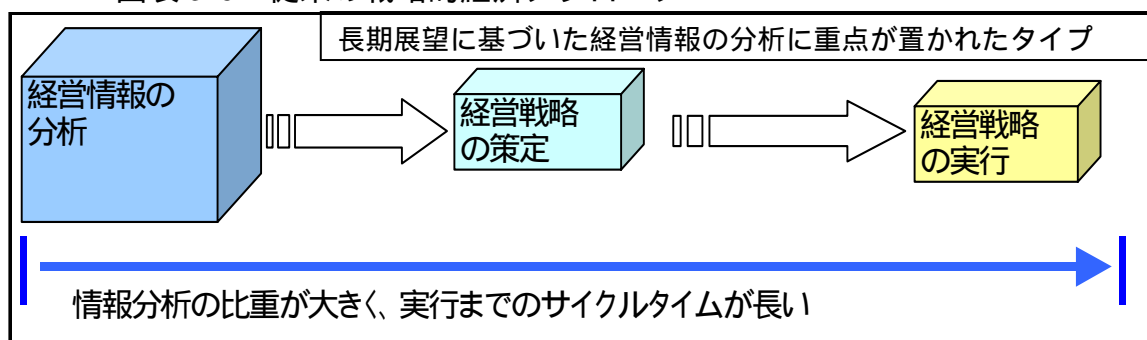 長期展望に基づいた経営情報の分析に重点が置かれたタイプ
経営情報の
分析
経営戦略
の策定
経営戦略
の実行
情報分析の比重が大きく、実行までのサイクルタイムが長い